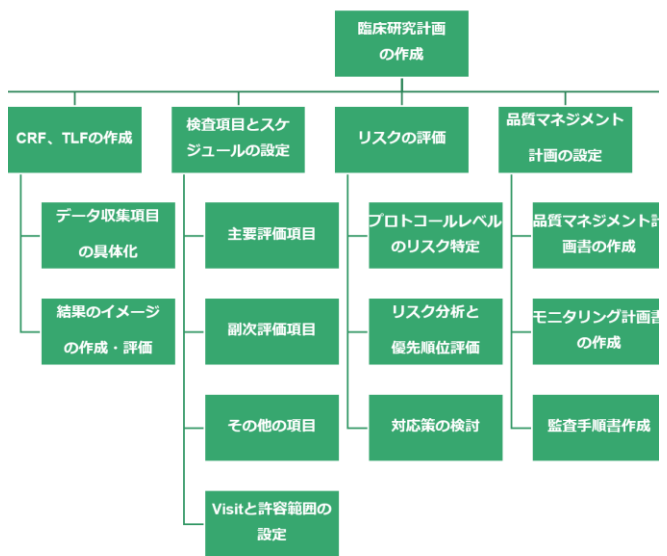 臨床研究計画
の作成
CRF、TLFの作成
検査項目とスケ
ジュールの設定
リスクの評価
品質マネジメント
計画の設定
データ収集項目
の具体化
結果のイメージ
の作成・評価
主要評価項目
副次評価項目
その他の項目
Visitと許容範囲の
設定
プロトコールレベル
のリスク特定
リスク分析と
優先順位評価
対応策の検討
品質マネジメント計
画書の作成
モニタリング計画書
の作成
監査手順書作成